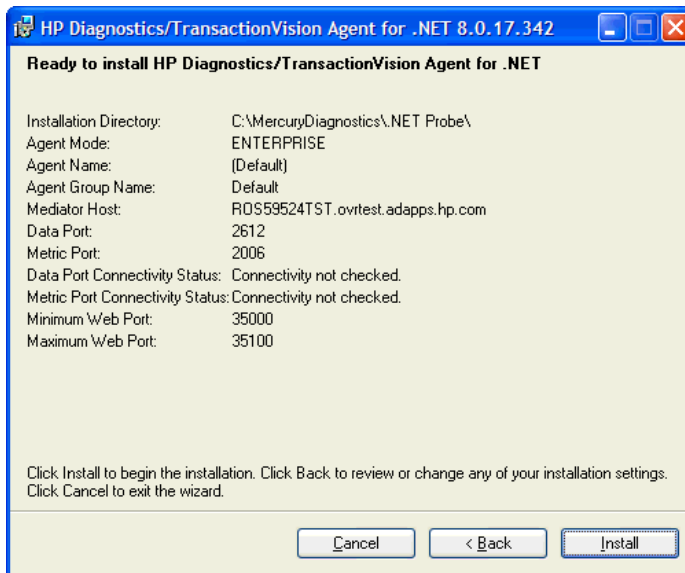 HP Diagnostics/TransactionVision Agent for .NET 8.0.17.342
Ready to install HP Diagnostics/TransactionVision Agent for .NET
Installation Directory: C:\MercuryDiagnostics\.NET Probe\
Agent Mode: ENTERPRISE
Agent Name: (Default)
Agent Group Name: Default
Mediator Host: ROS59524TST.ovrtest.adapps.hp.com
Data Port: 2612
Metric Port: 2006
Data Port Connectivity Status: Connectivity not checked.
Metric Port Connectivity Status: Connectivity not checked.
Minimum Web Port: 35000
Maximum Web Port: 35100
Click Install to begin the installation. Click Back to review or change any of your installation settings.
Click Cancel to exit the wizard.
Cancel < Back Install